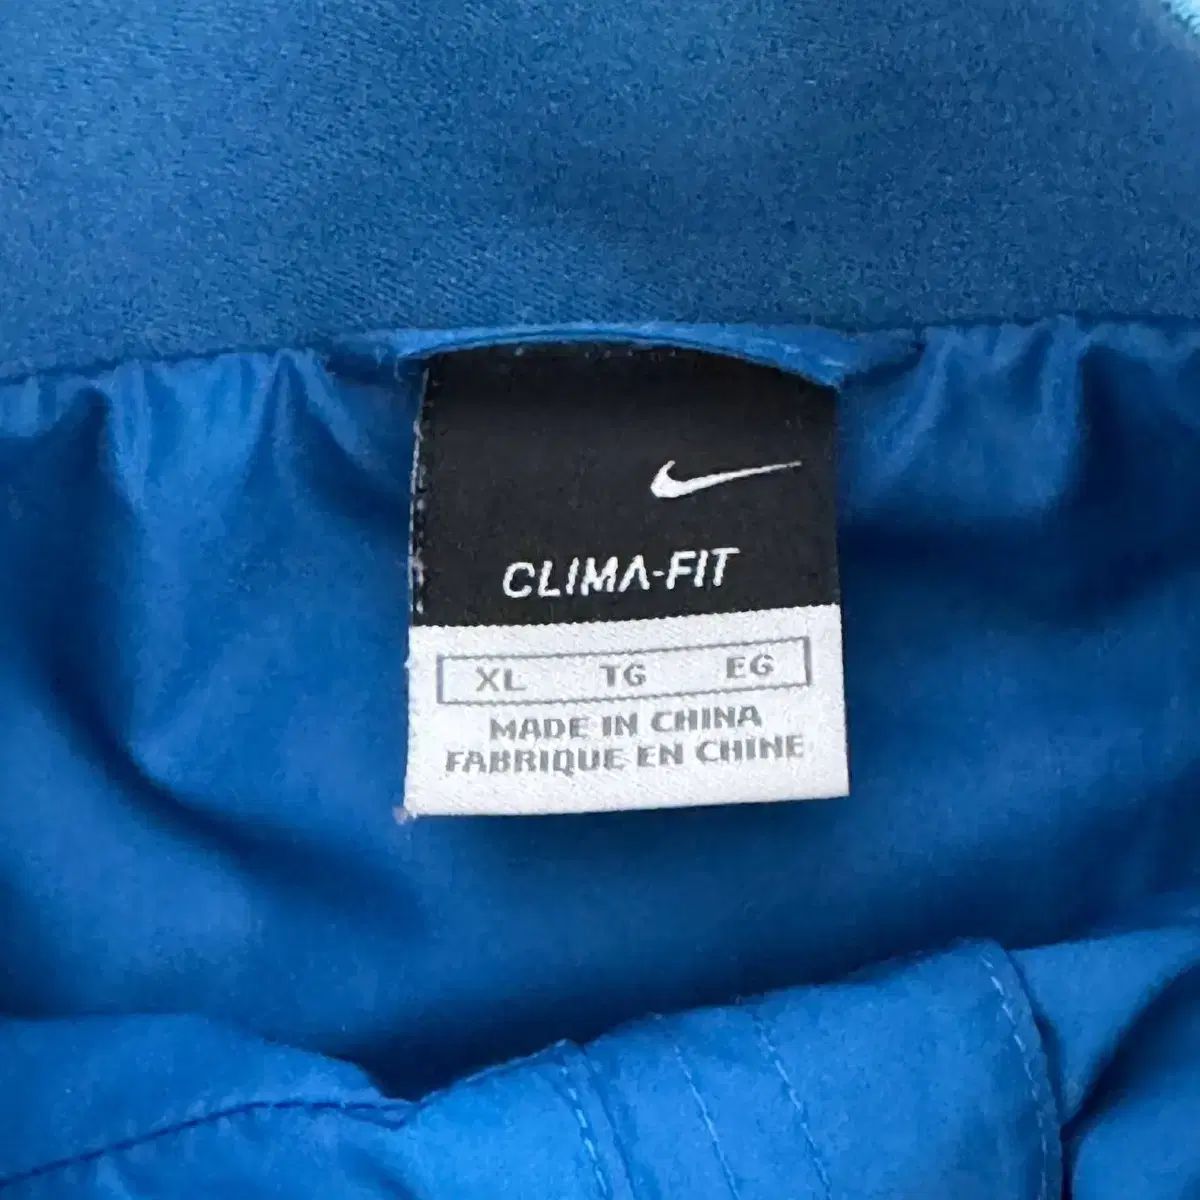 CLIMA-FIT
XL TG EG
MADE IN CHINA
FABRIQUE EN CHINE